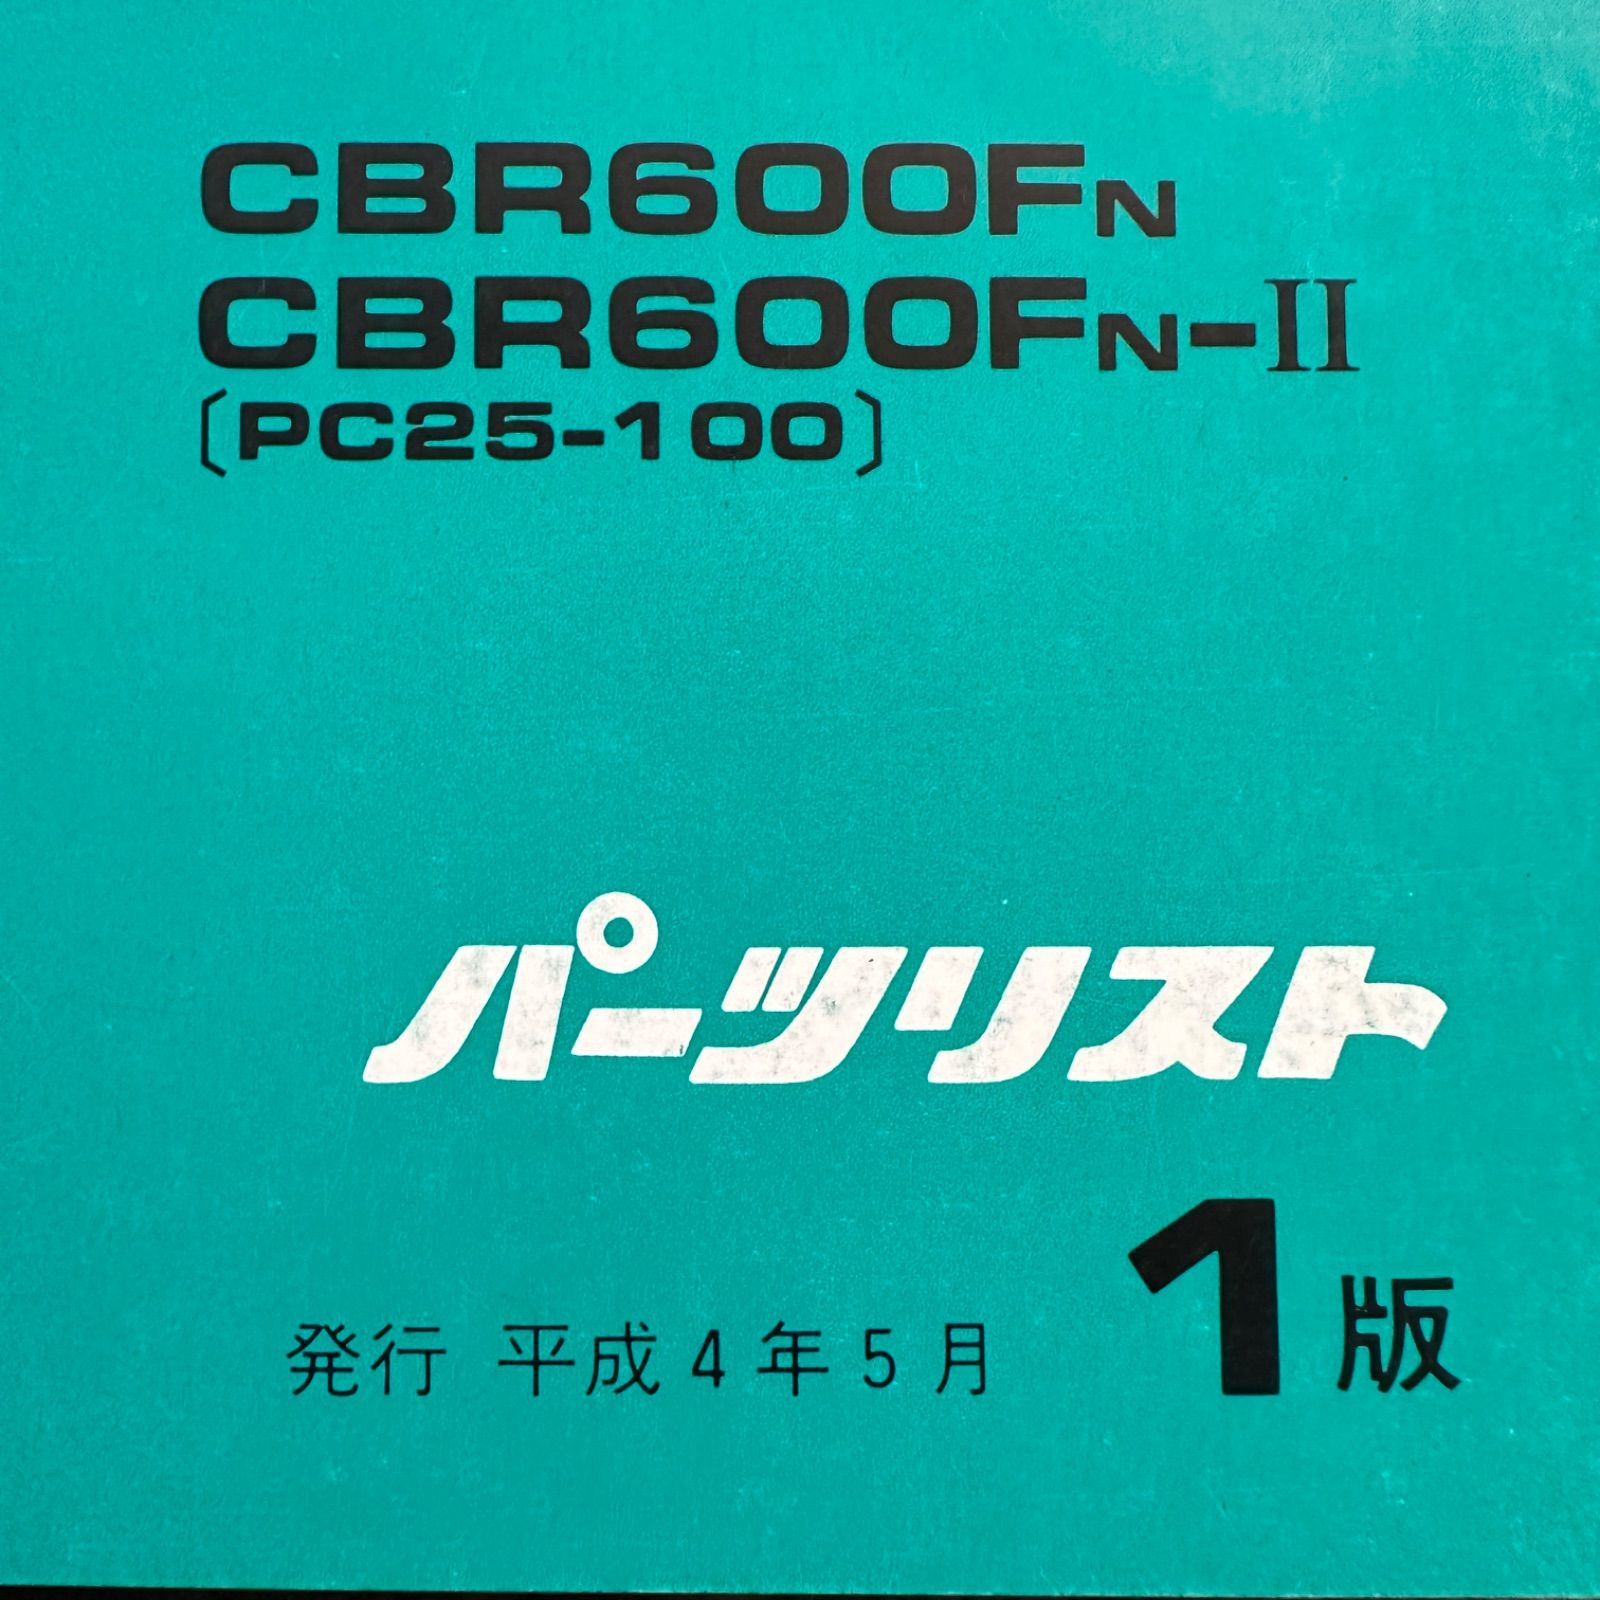 CBR600FN
CBR600FN-II
〔PC25-100〕
パーツリスト
発行 平成4年5月 1版